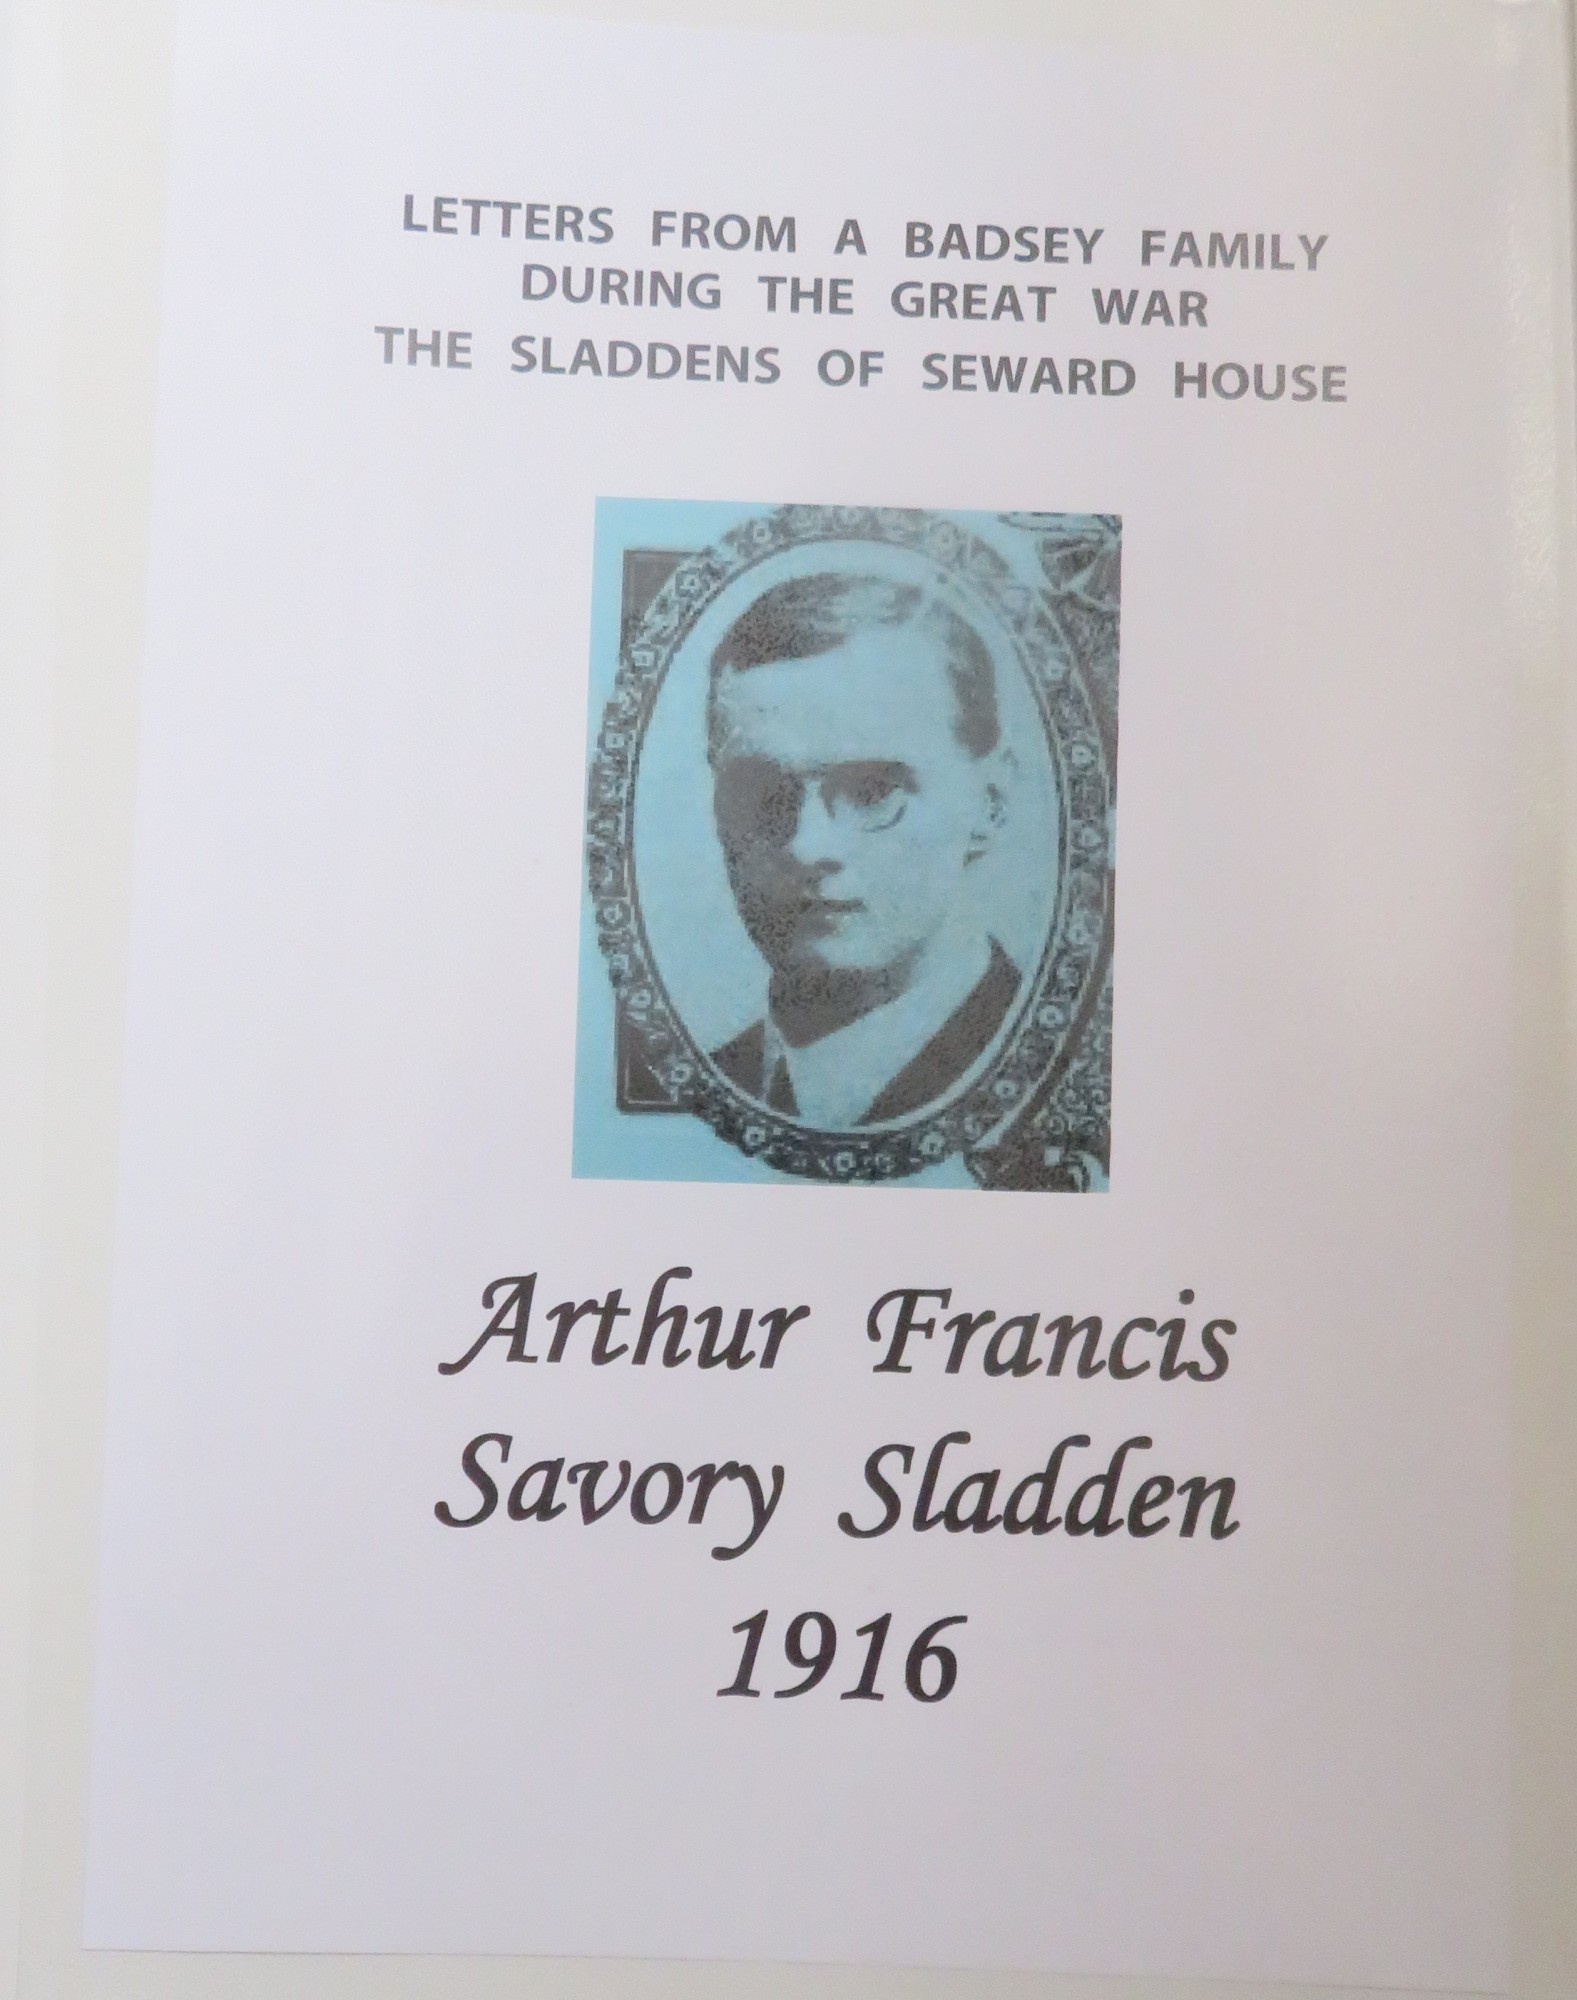 LETTERS FROM A BADSEY FAMILY
DURING THE GREAT WAR
THE SLADDENS OF SEWARD HOUSE
Arthur Francis
Savory Sladden
1916